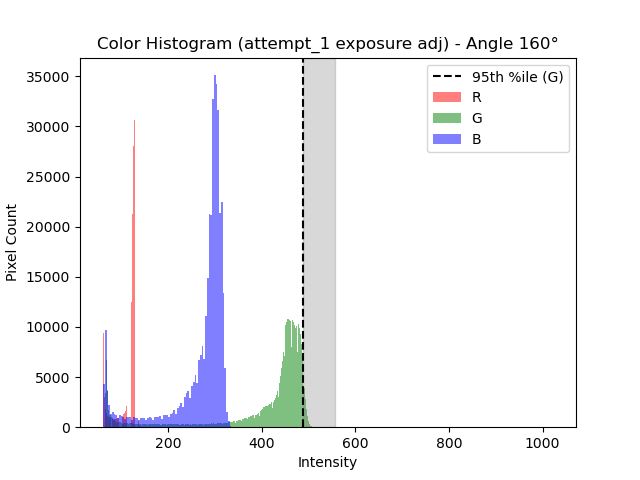 Color Histogram (attempt_1 exposure adj) - Angle 160°
35000
30000
25000
20000
15000
10000
5000
0
Pixel Count
95th %ile (G)
R
G
B
200
400
600
800
1000
Intensity